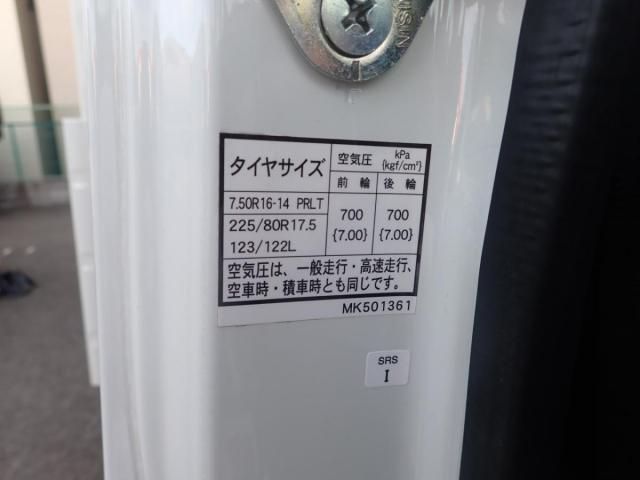 タイヤサイズ 空気圧 kPa {kgf/cm²}
前輪 後輪
7.50R16-14 PRLT 700 {7.00} 700 {7.00}
225/80R17.5
123/122L
空気圧は、一般走行・高速走行、
空車時・積車時とも同じです。
MK501361
SRS
I